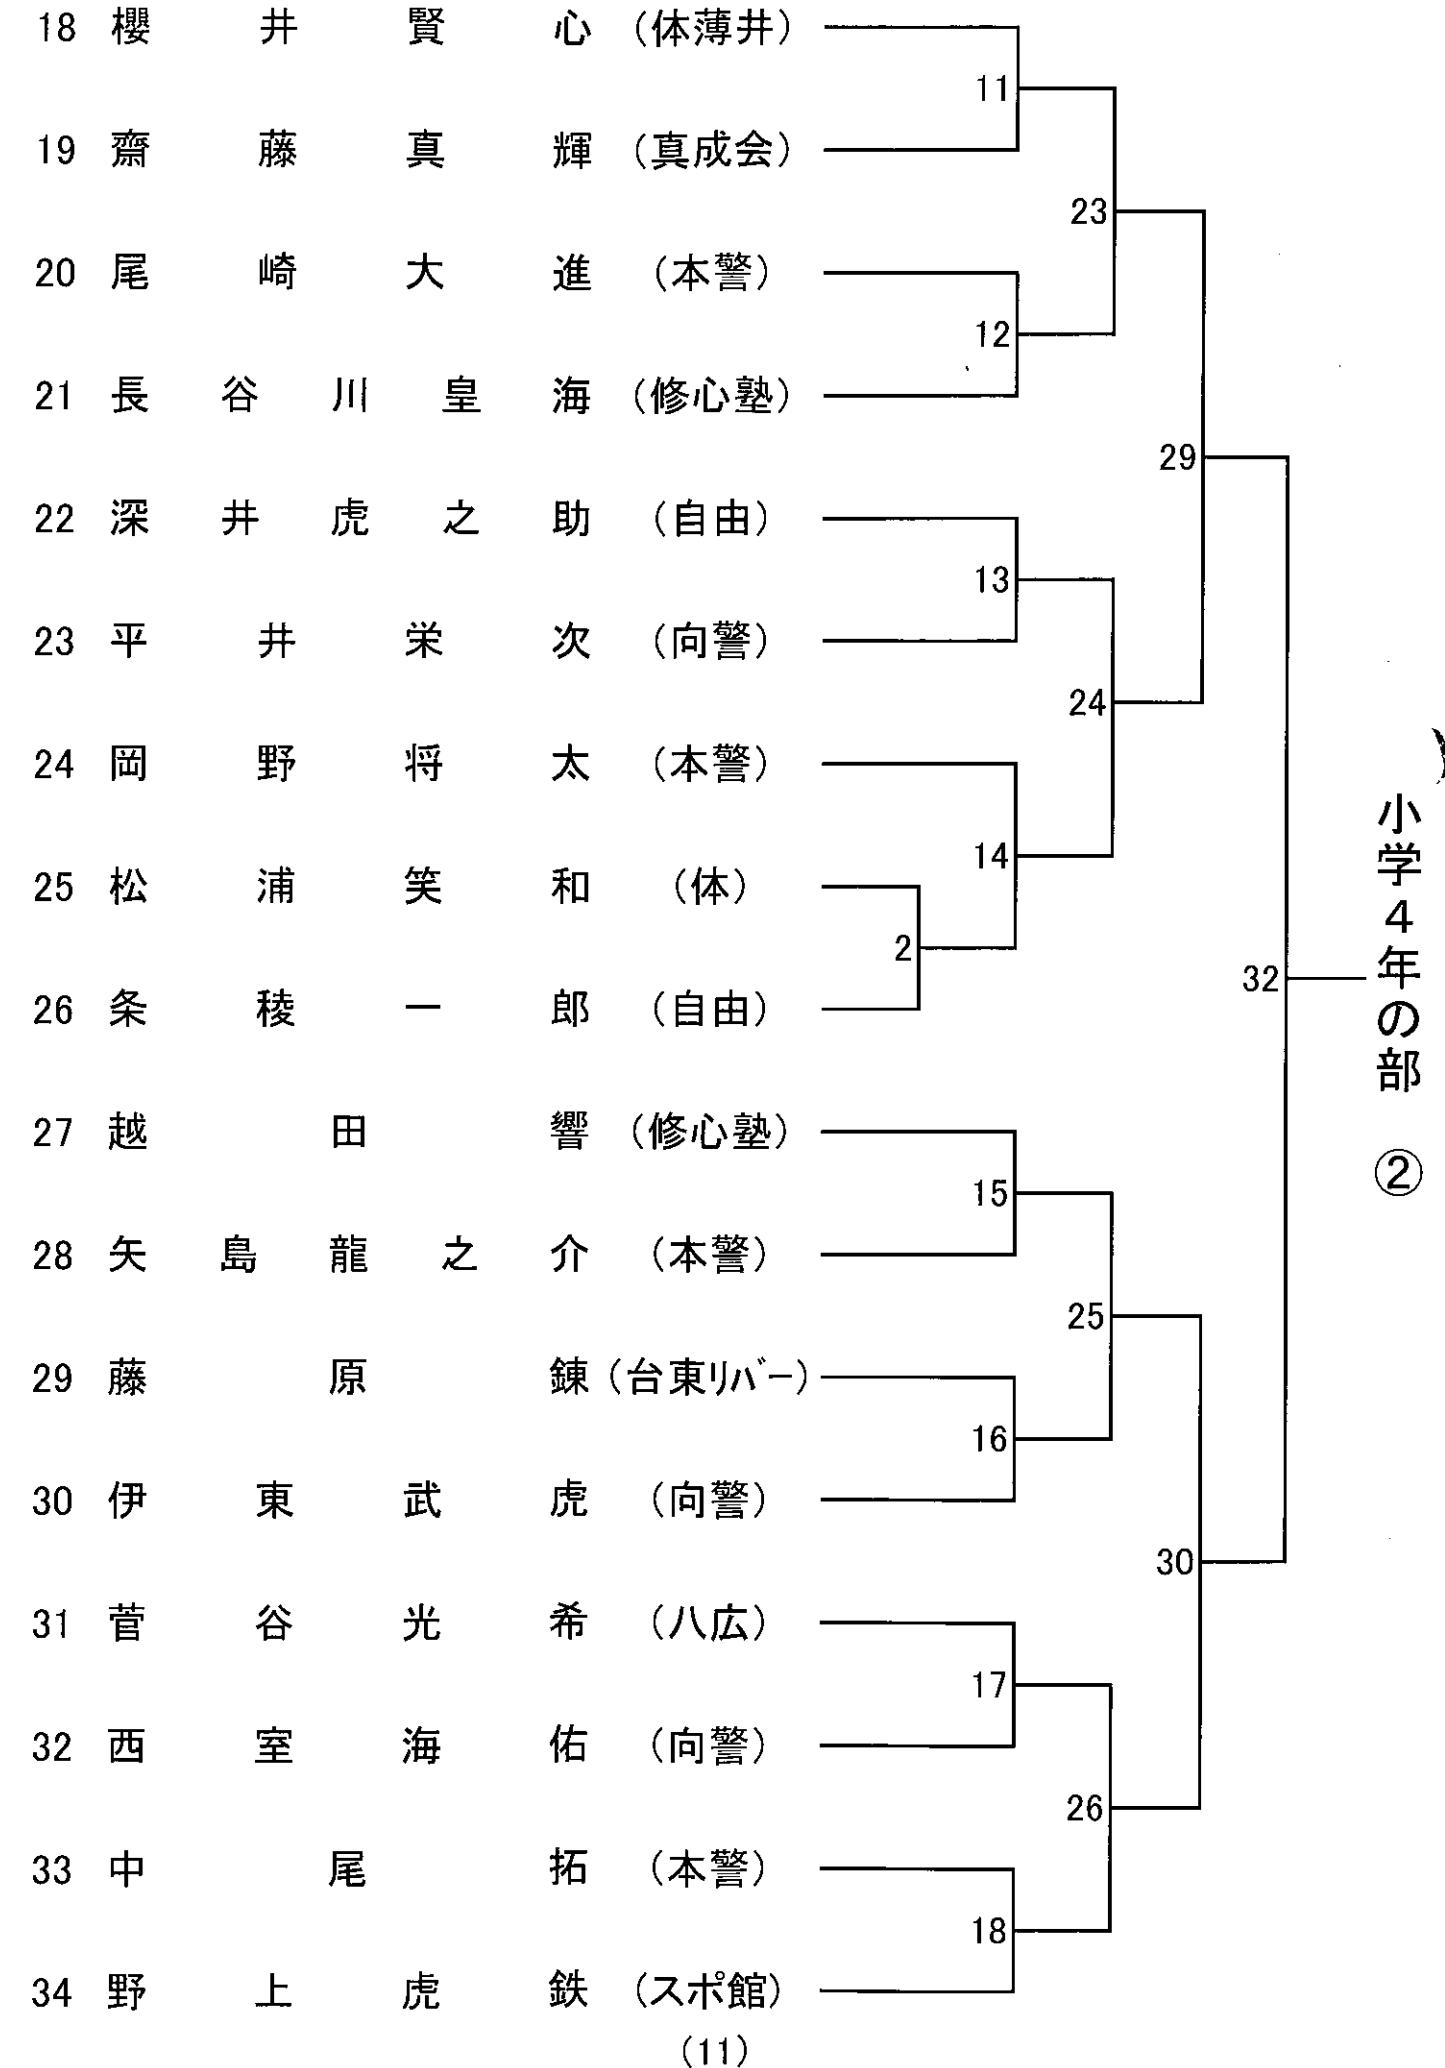 18 櫻井賢心 (体薄井)
11
19 齋藤真輝 (真成会)
23
20 尾崎大進 (本警)
12
21 長谷川皇海 (修心塾)
29
22 深井虎之助 (自由)
13
23 平井栄次 (向警)
24
24 岡野将太 (本警)
14
25 松浦笑和 (体)
2
26 条稜一郎 (自由)
32
小学4年の部 ②
27 越田響 (修心塾)
15
28 矢島龍之介 (本警)
25
29 藤原錬 (台東リバー)
16
30 伊東武虎 (向警)
30
31 菅谷光希 (八広)
17
32 西室海佑 (向警)
26
33 中尾拓 (本警)
18
34 野上虎鉄 (スポ館)
(11)